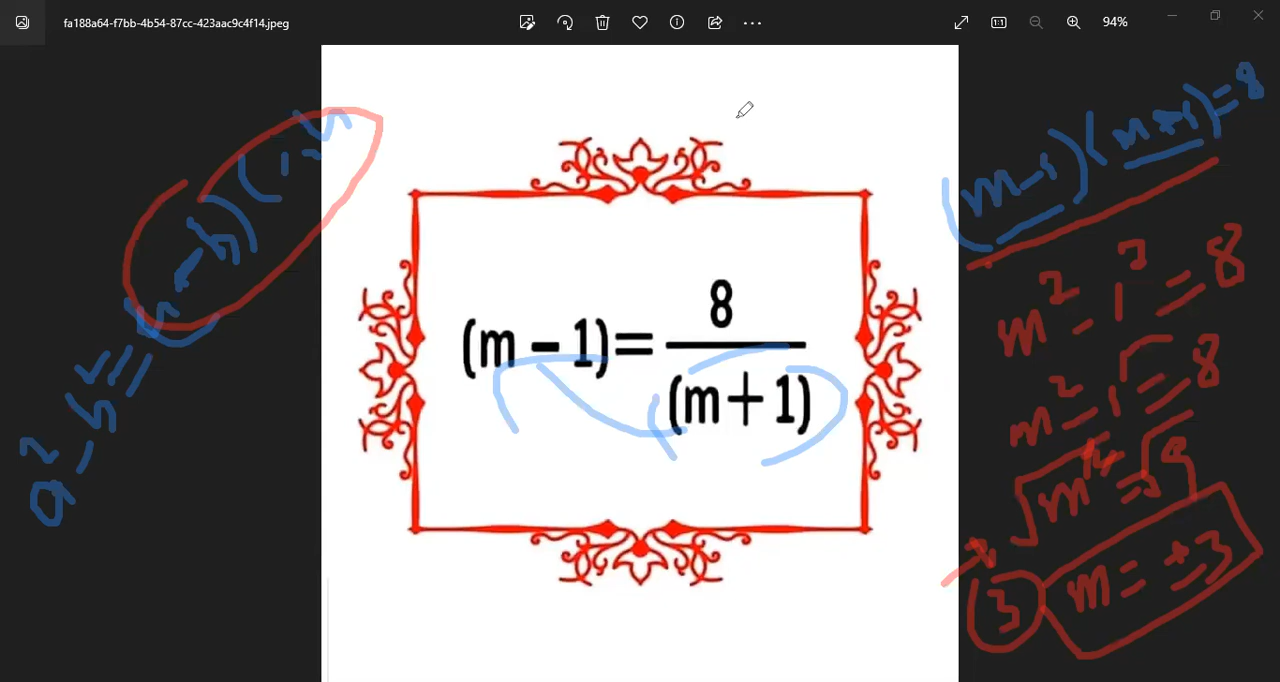 fa188a64-f7bb-4b54-87cc-423aac9c4f14.jpeg
94%
8
(m − 1) = ―
(m + 1)
(m-1)(m+1)=8
m² - 1² = 8
m² - 1 = 8
√m² = √9
m = ±3
3
a² - b² =